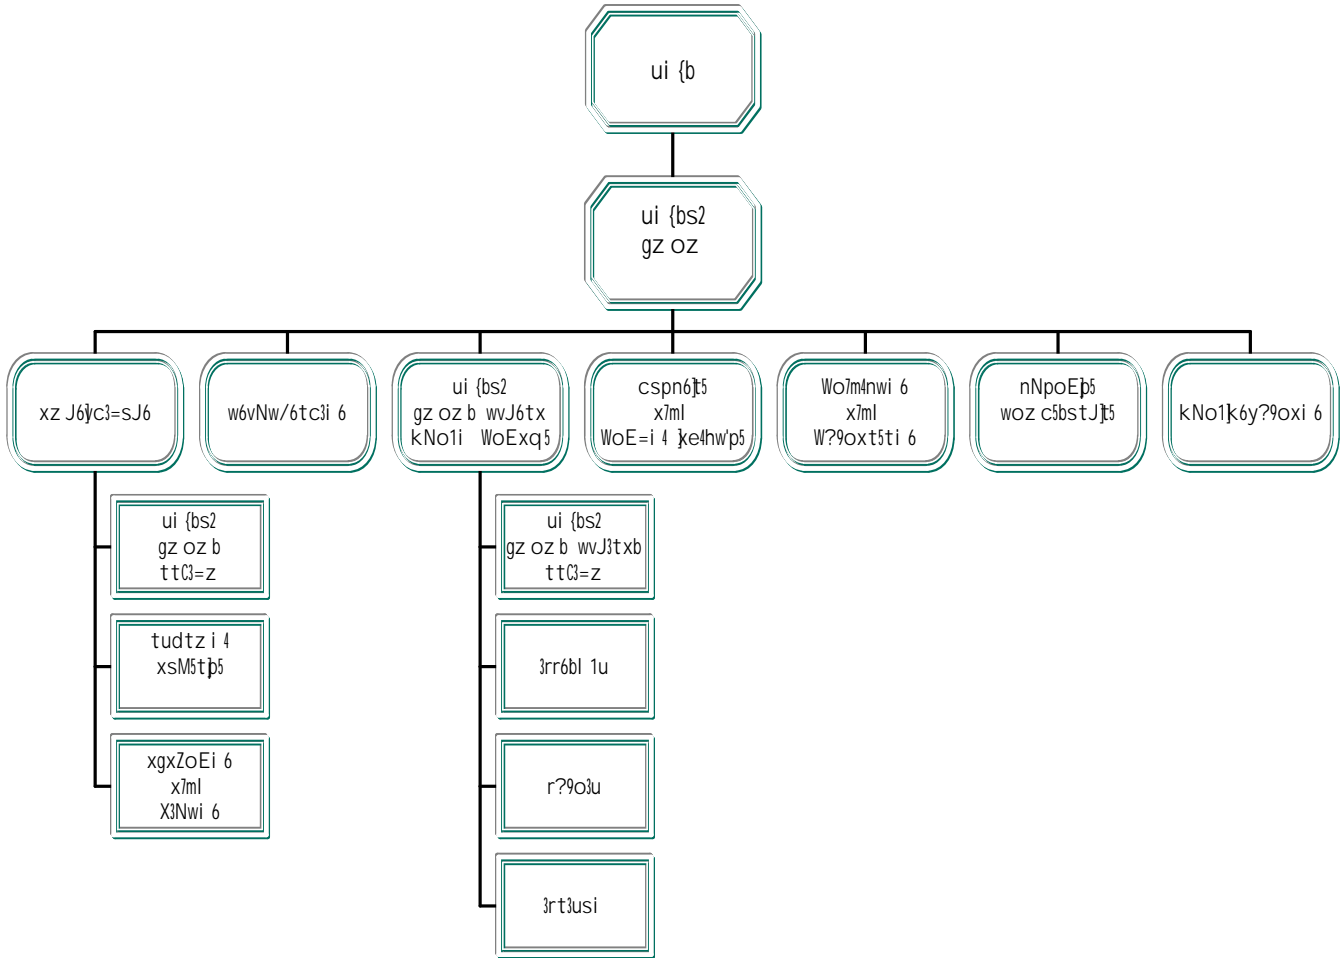 ui {b
ui {bs2
gz oz
xz J6ƴc3=sJ6
w6vNw/6tc3i 6
ui {bs2
gz oz b wvJ6tx
kNo1i WoExq5
cspn6]t5
x7ml
WoE=i 4 ]xe4hw'p5
Wo7m4nwi 6
x7ml
W?9oxt5ti 6
nNpoE]p5
woz c5bstJ]t5
kNo1]k6y?9oxi 6
ui {bs2
gz oz b
ttC3=z
tudtz i 4
xsM5t]p5
xgxZoEi 6
x7ml
X3Nwi 6
ui {bs2
gz oz b wvJ3txb
ttC3=z
3rr6bl 1u
r?9o3u
3rt3usi